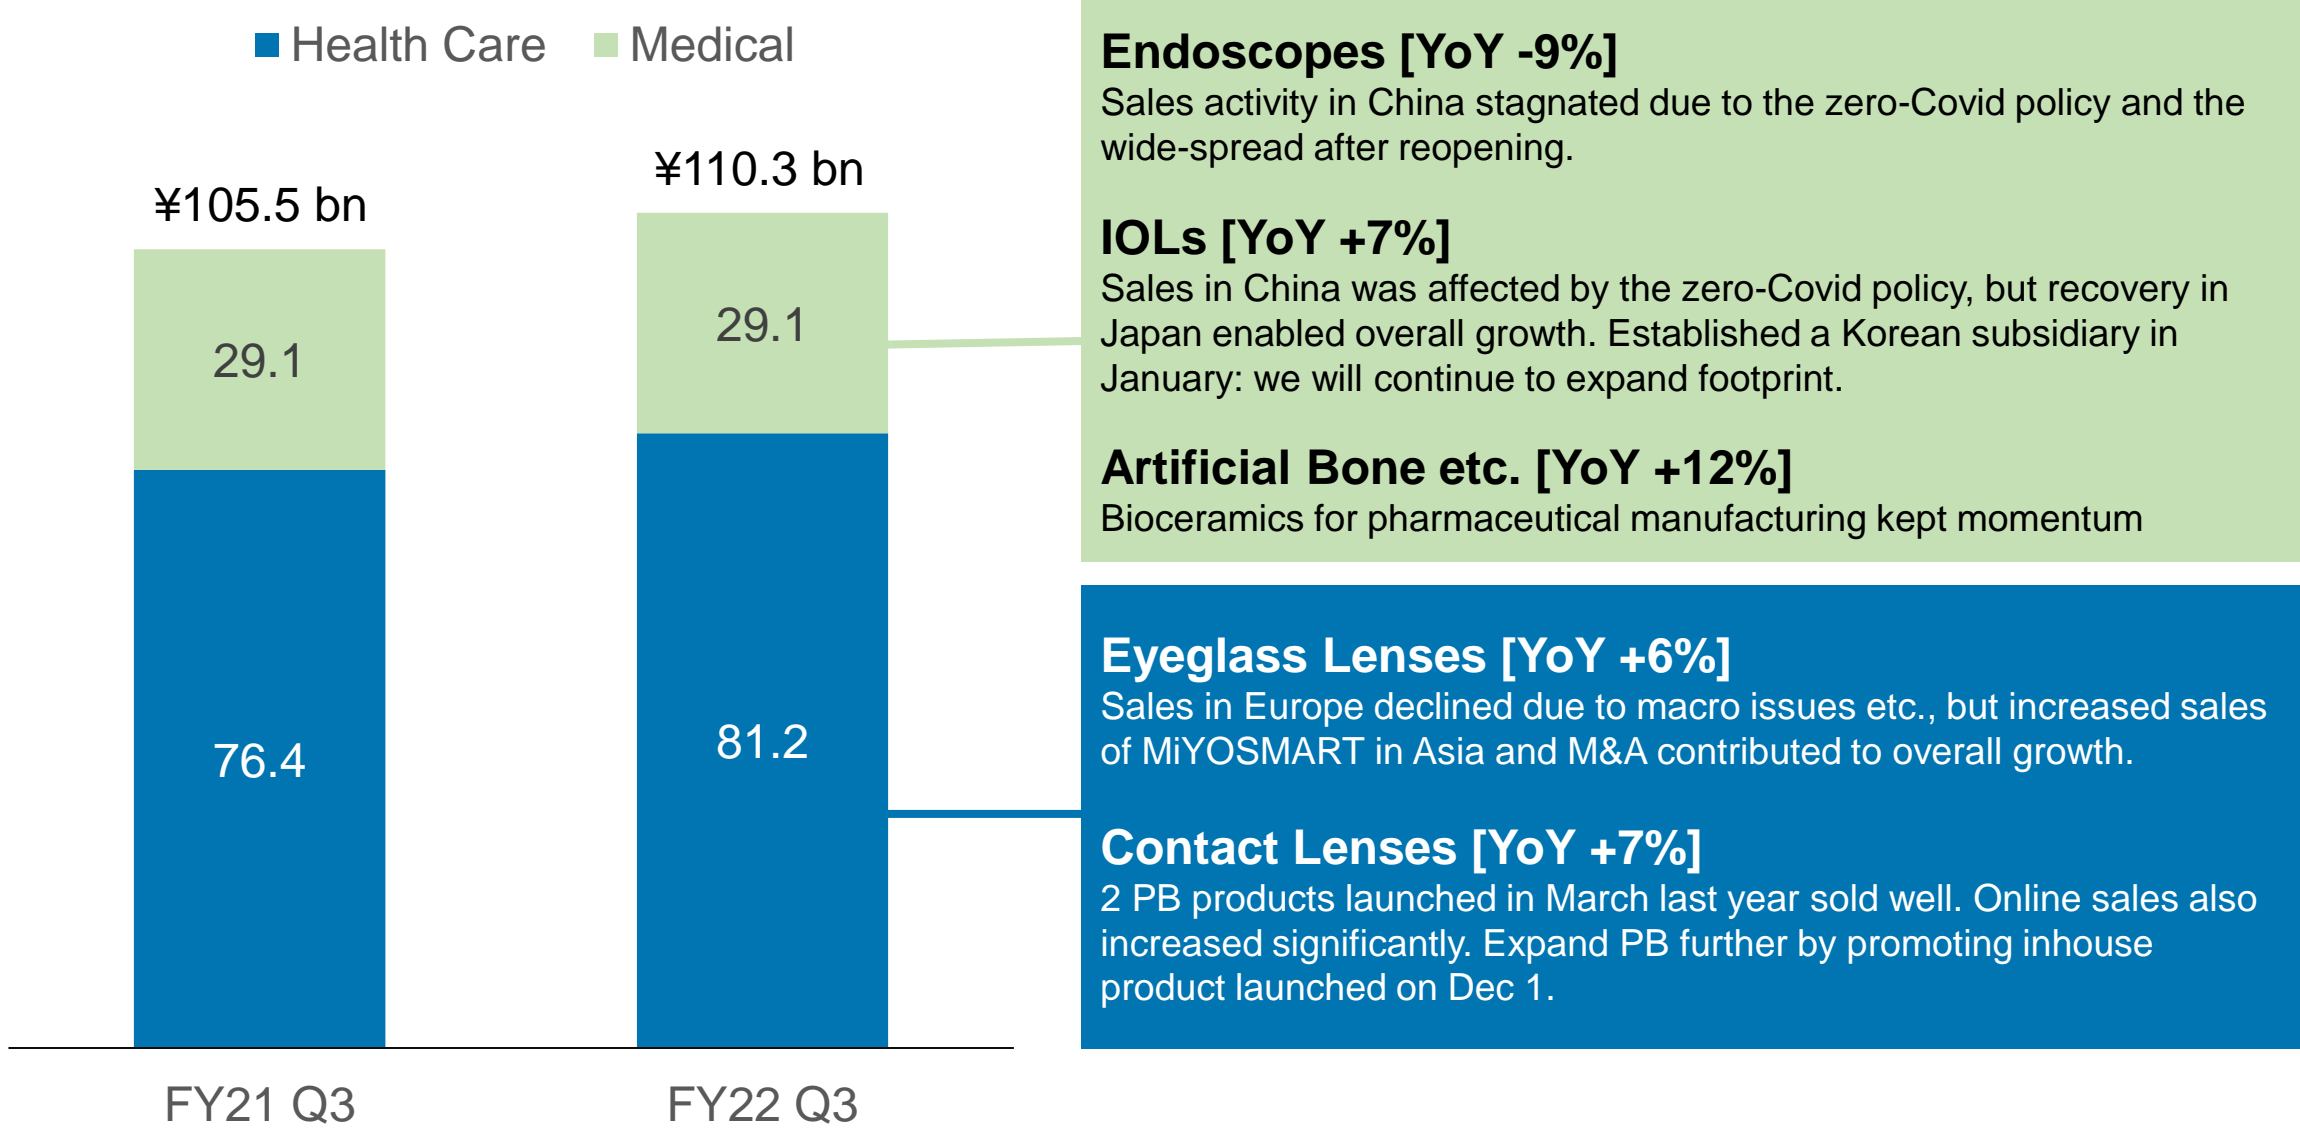 Health Care
Medical
¥105.5 bn
¥110.3 bn
29.1
29.1
76.4
81.2
FY21 Q3
FY22 Q3
Endoscopes [YoY -9%]
Sales activity in China stagnated due to the zero-Covid policy and the
wide-spread after reopening.
IOLs [YoY +7%]
Sales in China was affected by the zero-Covid policy, but recovery in
Japan enabled overall growth. Established a Korean subsidiary in
January: we will continue to expand footprint.
Artificial Bone etc. [YoY +12%]
Bioceramics for pharmaceutical manufacturing kept momentum
Eyeglass Lenses [YoY +6%]
Sales in Europe declined due to macro issues etc., but increased sales
of MiYOSMART in Asia and M&A contributed to overall growth.
Contact Lenses [YoY +7%]
2 PB products launched in March last year sold well. Online sales also
increased significantly. Expand PB further by promoting inhouse
product launched on Dec 1.